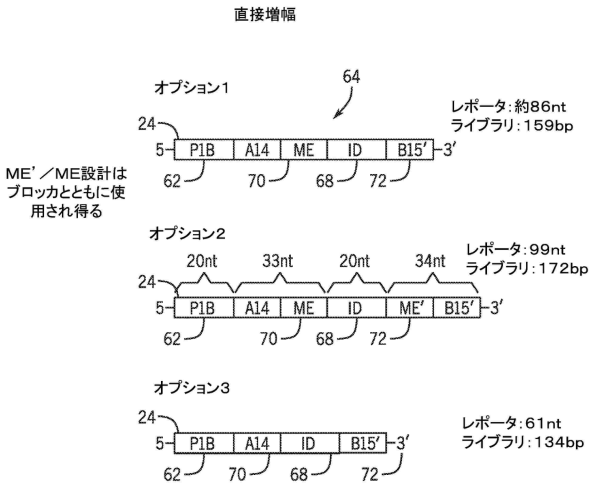 直接増幅
オプション1
64
レポータ：約86nt
ライブラリ：159bp
24
5 P1B A14 ME ID B15′ 3′
62 70 68 72
ME'／ME設計は
ブロッカとともに使
用され得る
オプション2
レポータ：99nt
ライブラリ：172bp
20nt 33nt 20nt 34nt
24
5 P1B A14 ME ID ME′ B15′ 3′
62 70 68 72
オプション3
レポータ：61nt
ライブラリ：134bp
24
5 P1B A14 ID B15′ 3′
62 70 68 72